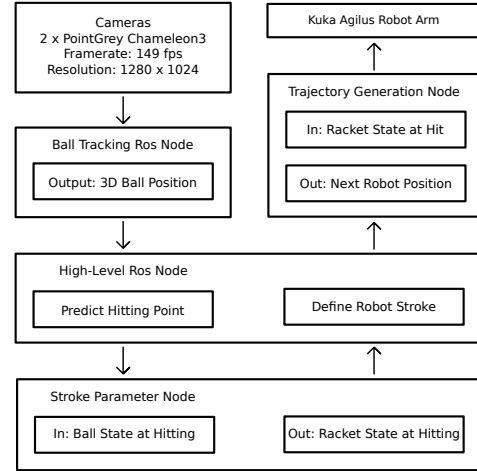 Cameras
2 x PointGrey Chameleon3
Framerate: 149 fps
Resolution: 1280 x 1024
Ball Tracking Ros Node
Output: 3D Ball Position
High-Level Ros Node
Predict Hitting Point
Stroke Parameter Node
In: Ball State at Hitting
Out: Racket State at Hitting
Define Robot Stroke
Trajectory Generation Node
In: Racket State at Hit
Out: Next Robot Position
Kuka Agilus Robot Arm